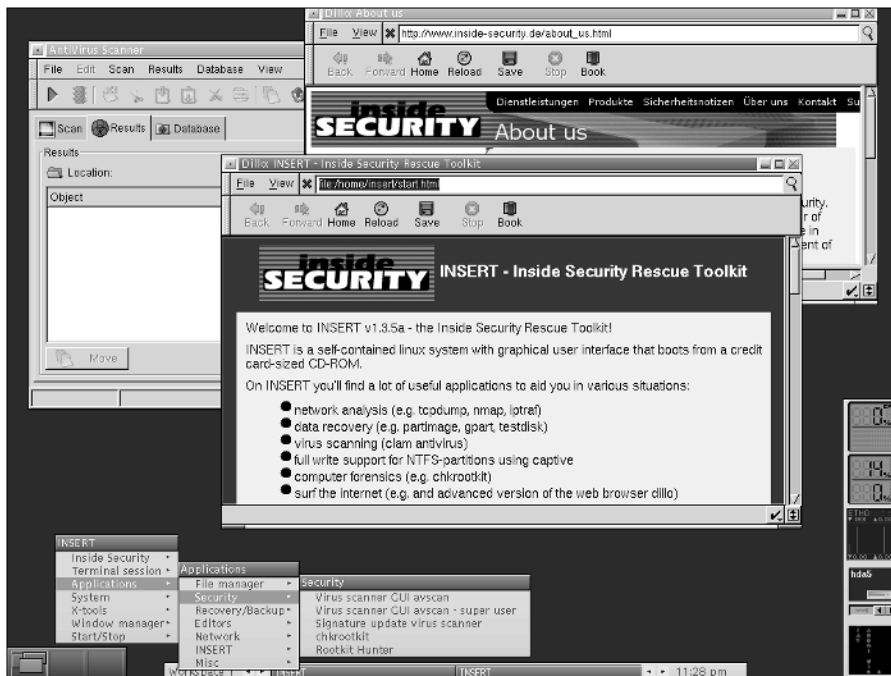 Dillo: About us
File View http://www.inside-security.de/about_us.html
Back Forward Home Reload Save Stop Book
inside SECURITY
Dienstleistungen Produkte Sicherheitsnotizen Über uns Kontakt Su
About us
urity.
r of
e in
ent of
AntiVirus Scanner
File Edit Scan Results Database View
Scan Results Database
Results
Location:
Object
Move
Dillo: INSERT - Inside Security Rescue Toolkit
File View file:/home/insert/start.html
Back Forward Home Reload Save Stop Book
inside SECURITY
INSERT - Inside Security Rescue Toolkit
Welcome to INSERT v1.3.5a - the Inside Security Rescue Toolkit!
INSERT is a self-contained linux system with graphical user interface that boots from a credit
card-sized CD-ROM.
On INSERT you'll find a lot of useful applications to aid you in various situations:
network analysis (e.g. tcpdump, nmap, iptraf)
data recovery (e.g. partimage, gpart, testdisk)
virus scanning (clam antivirus)
full write support for NTFS-partitions using captive
computer forensics (e.g. chkrootkit)
surf the internet (e.g. and advanced version of the web browser dillo)
INSERT
Inside Security
Terminal session
Applications
System
X-tools
Window manager
Start/Stop
Applications
File manager
Security
Recovery/Backup
Editors
Network
INSERT
Misc
Security
Virus scanner GUI avscan
Virus scanner GUI avscan - super user
Signature update virus scanner
chkrootkit
Rootkit Hunter
hda5
Workspace 1 INSERT INSERT 11:28 pm